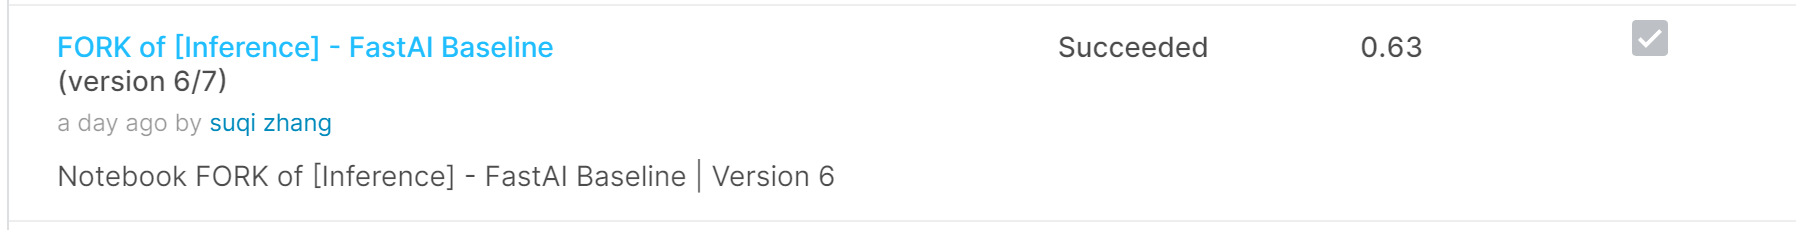 FORK of [Inference] - FastAI Baseline Succeeded 0.63
(version 6/7)
a day ago by suqi zhang
Notebook FORK of [Inference] - FastAI Baseline | Version 6